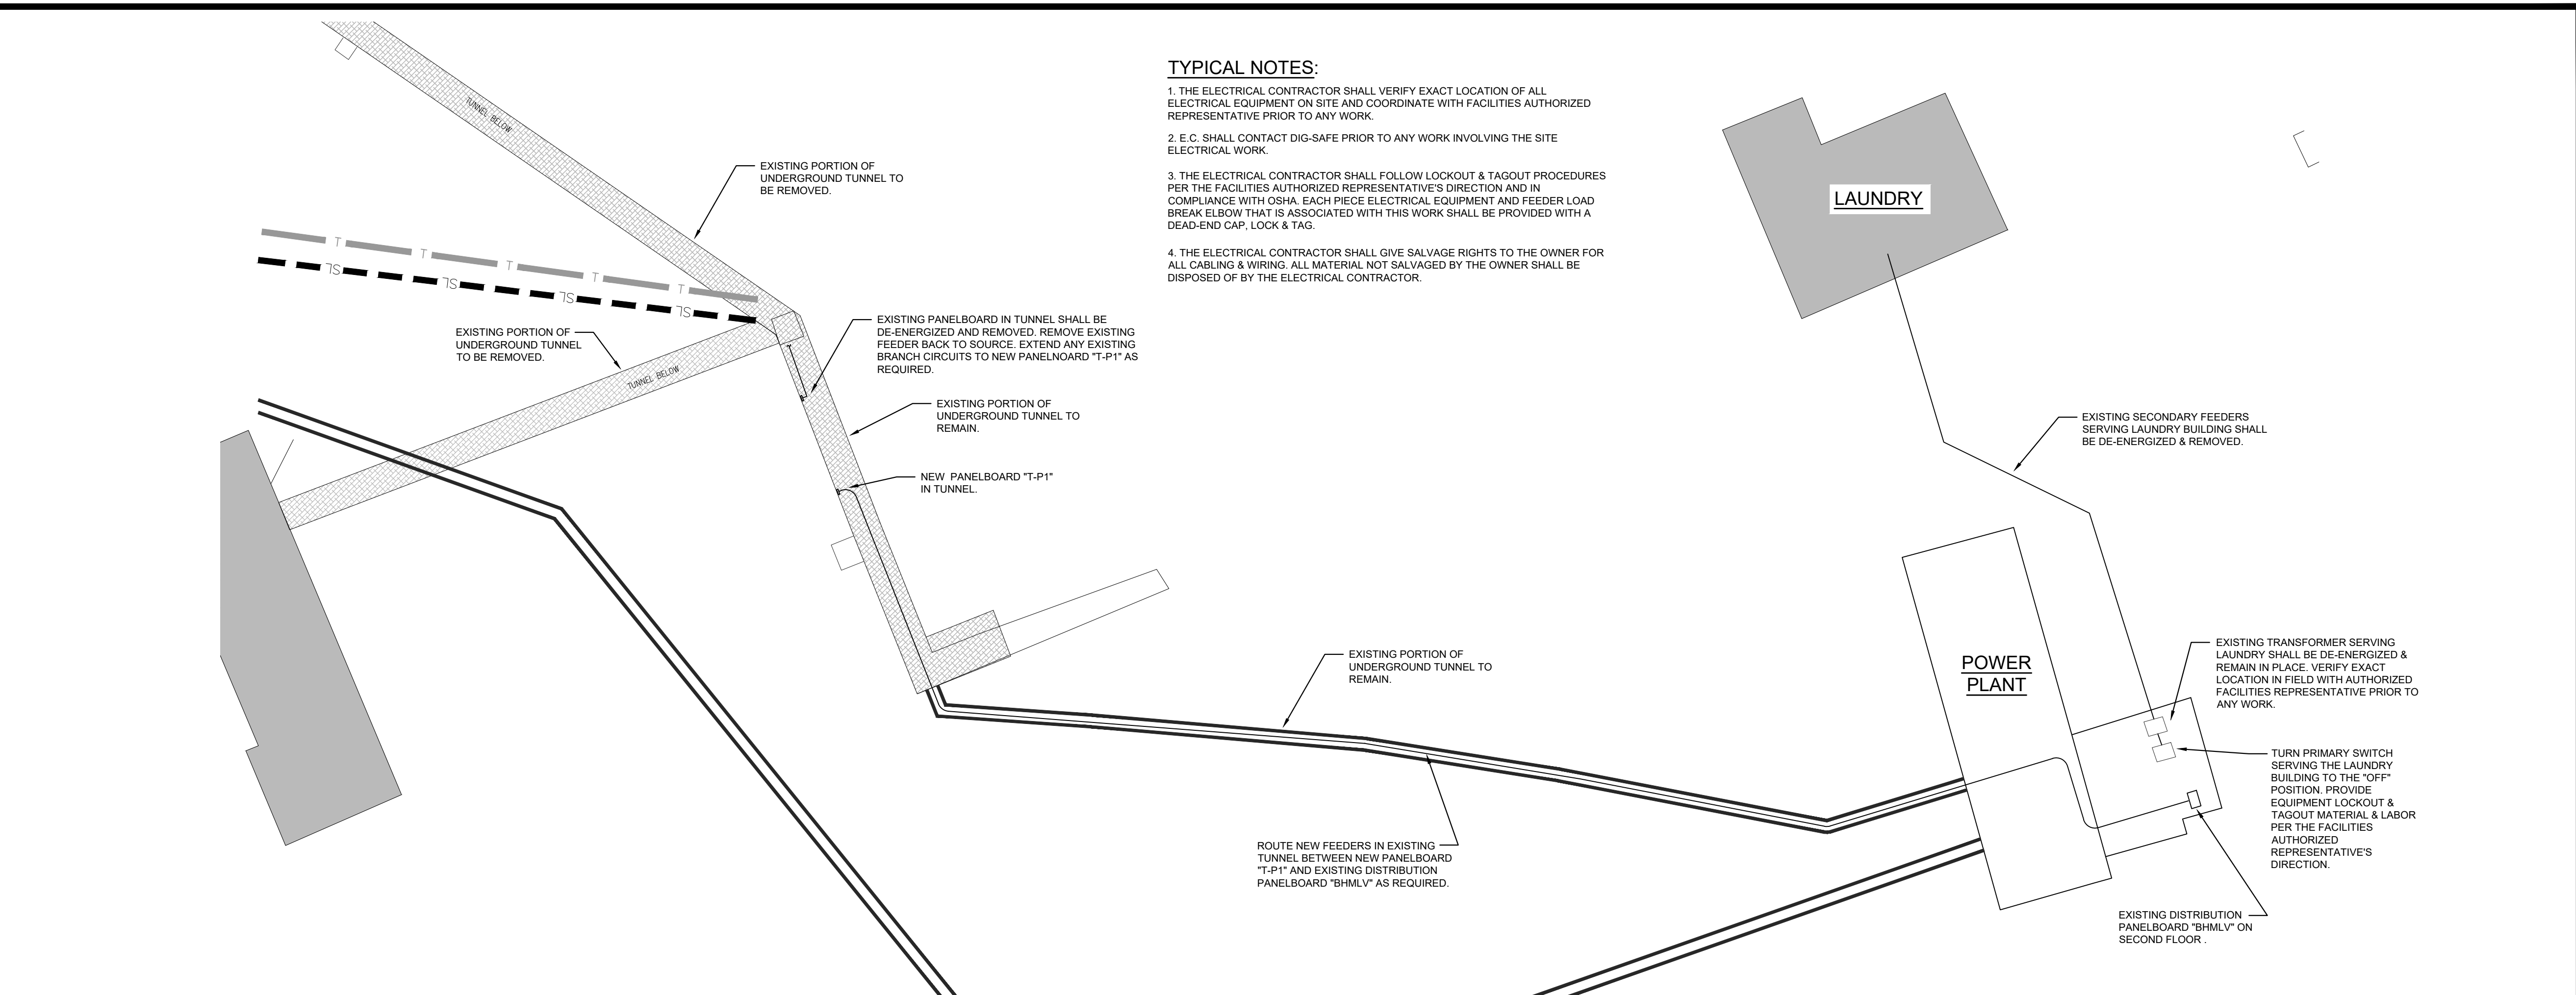 TUNNEL BELOW
EXISTING PORTION OF
UNDERGROUND TUNNEL TO
BE REMOVED.
T
T
T
T
SL
SL
SL
SL
EXISTING PORTION OF
UNDERGROUND TUNNEL
TO BE REMOVED.
TUNNEL BELOW
EXISTING PANELBOARD IN TUNNEL SHALL BE
DE-ENERGIZED AND REMOVED. REMOVE EXISTING
FEEDER BACK TO SOURCE. EXTEND ANY EXISTING
BRANCH CIRCUITS TO NEW PANELNOARD "T-P1" AS
REQUIRED.
EXISTING PORTION OF
UNDERGROUND TUNNEL TO
REMAIN.
NEW PANELBOARD "T-P1"
IN TUNNEL.
TYPICAL NOTES:
1. THE ELECTRICAL CONTRACTOR SHALL VERIFY EXACT LOCATION OF ALL
ELECTRICAL EQUIPMENT ON SITE AND COORDINATE WITH FACILITIES AUTHORIZED
REPRESENTATIVE PRIOR TO ANY WORK.
2. E.C. SHALL CONTACT DIG-SAFE PRIOR TO ANY WORK INVOLVING THE SITE
ELECTRICAL WORK.
3. THE ELECTRICAL CONTRACTOR SHALL FOLLOW LOCKOUT & TAGOUT PROCEDURES
PER THE FACILITIES AUTHORIZED REPRESENTATIVE'S DIRECTION AND IN
COMPLIANCE WITH OSHA. EACH PIECE ELECTRICAL EQUIPMENT AND FEEDER LOAD
BREAK ELBOW THAT IS ASSOCIATED WITH THIS WORK SHALL BE PROVIDED WITH A
DEAD-END CAP, LOCK & TAG.
4. THE ELECTRICAL CONTRACTOR SHALL GIVE SALVAGE RIGHTS TO THE OWNER FOR
ALL CABLING & WIRING. ALL MATERIAL NOT SALVAGED BY THE OWNER SHALL BE
DISPOSED OF BY THE ELECTRICAL CONTRACTOR.
LAUNDRY
EXISTING SECONDARY FEEDERS
SERVING LAUNDRY BUILDING SHALL
BE DE-ENERGIZED & REMOVED.
EXISTING PORTION OF
UNDERGROUND TUNNEL TO
REMAIN.
POWER
PLANT
EXISTING TRANSFORMER SERVING
LAUNDRY SHALL BE DE-ENERGIZED &
REMAIN IN PLACE. VERIFY EXACT
LOCATION IN FIELD WITH AUTHORIZED
FACILITIES REPRESENTATIVE PRIOR TO
ANY WORK.
TURN PRIMARY SWITCH
SERVING THE LAUNDRY
BUILDING TO THE "OFF"
POSITION. PROVIDE
EQUIPMENT LOCKOUT &
TAGOUT MATERIAL & LABOR
PER THE FACILITIES
AUTHORIZED
REPRESENTATIVE'S
DIRECTION.
ROUTE NEW FEEDERS IN EXISTING
TUNNEL BETWEEN NEW PANELBOARD
"T-P1" AND EXISTING DISTRIBUTION
PANELBOARD "BHMLV" AS REQUIRED.
EXISTING DISTRIBUTION
PANELBOARD "BHMLV" ON
SECOND FLOOR .